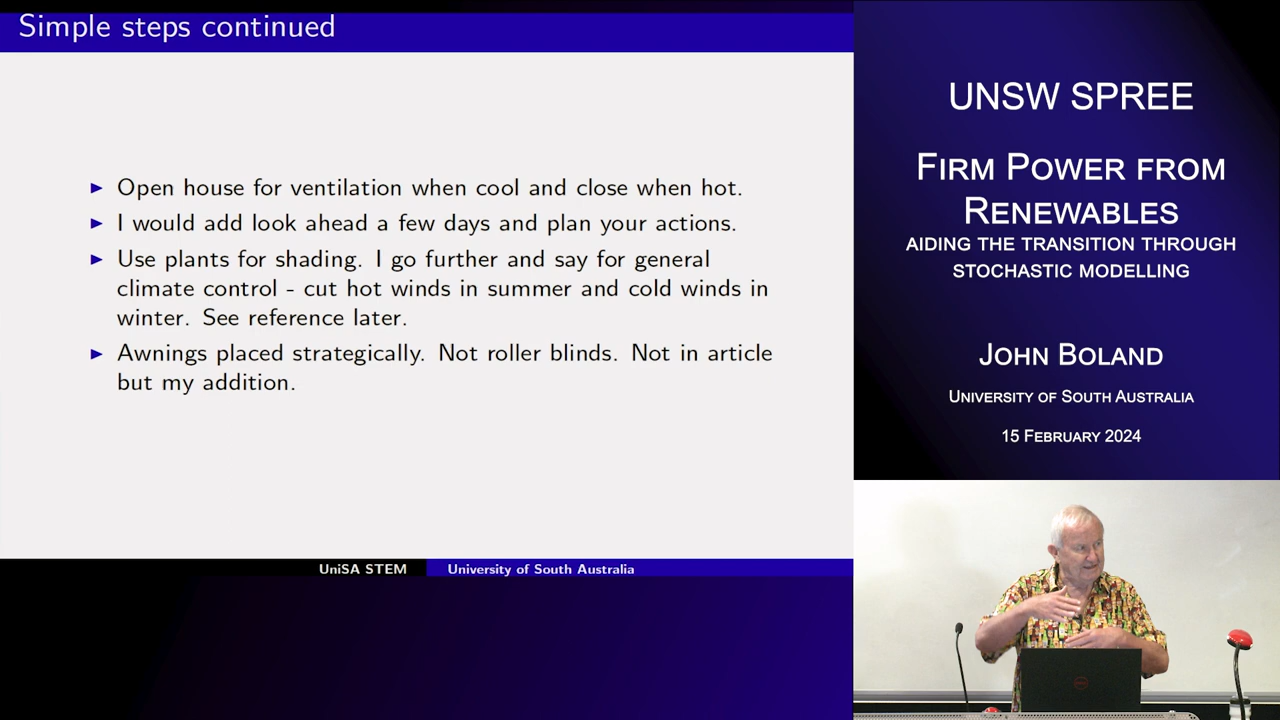 Simple steps continued
► Open house for ventilation when cool and close when hot.
► I would add look ahead a few days and plan your actions.
► Use plants for shading. I go further and say for general
climate control - cut hot winds in summer and cold winds in
winter. See reference later.
► Awnings placed strategically. Not roller blinds. Not in article
but my addition.
UniSA STEM
University of South Australia
UNSW SPREE
FIRM POWER FROM
RENEWABLES
AIDING THE TRANSITION THROUGH
STOCHASTIC MODELLING
JOHN BOLAND
UNIVERSITY OF SOUTH AUSTRALIA
15 FEBRUARY 2024
DELL